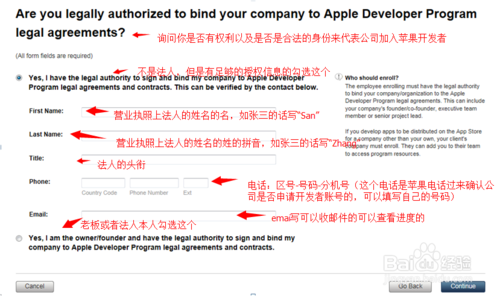 Are you legally authorized to bind your company to Apple Developer Program
legal agreements?
询问你是否有权利以及是否是合法的身份来代表公司加入苹果开发者
(All form fields are required)
不是法人，但是有足够的授权信息的勾选这个
Yes, I have the legal authority to sign and bind my company to Apple Developer
Program legal agreements and contracts. This can be verified by the contact below.
First Name:
营业执照上法人的姓名的名，如张三的话写“San”
Last Name:
营业执照上法人的姓名的姓的拼音，如张三的话写“Zhang
Title:
法人的头衔
Phone:
Country Code
Phone Number
Ext
电话，区号-号码-分机号（这个电话是苹果电话过来确认公
司是否申请开发者账号的，可以填写自己的号码）
Email:
emai写可以收邮件的可以查看进度的
老板或者法人本人勾选这个
Yes, I am the owner/founder and have the legal authority to sign and bind my
company to Apple Developer Program legal agreements and contracts.
Who should enroll?
The employee enrolling must have the legal authority to
bind your company/organization to the Apple
Developer Program legal agreements. This can include
your company's founder/co-founder, executive team
member or senior project lead.
If you develop apps to be distributed on the App Store
for a company other than your own, your client's
company must enroll. They can add you to their team
to access program resources.
Baidu 经验
Cancel
Go Back
Continue